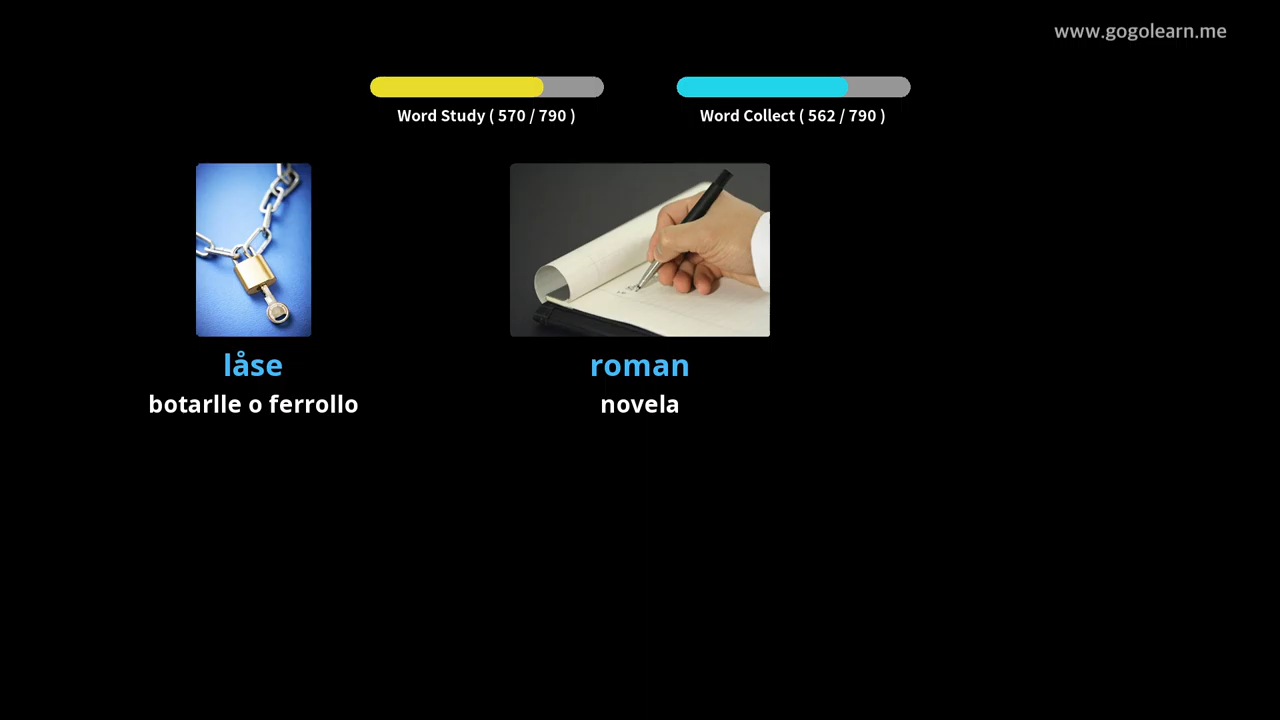 www.gogolearn.me
Word Study ( 570 / 790 )
Word Collect ( 562 / 790 )
låse
botarlle o ferrollo
roman
novela